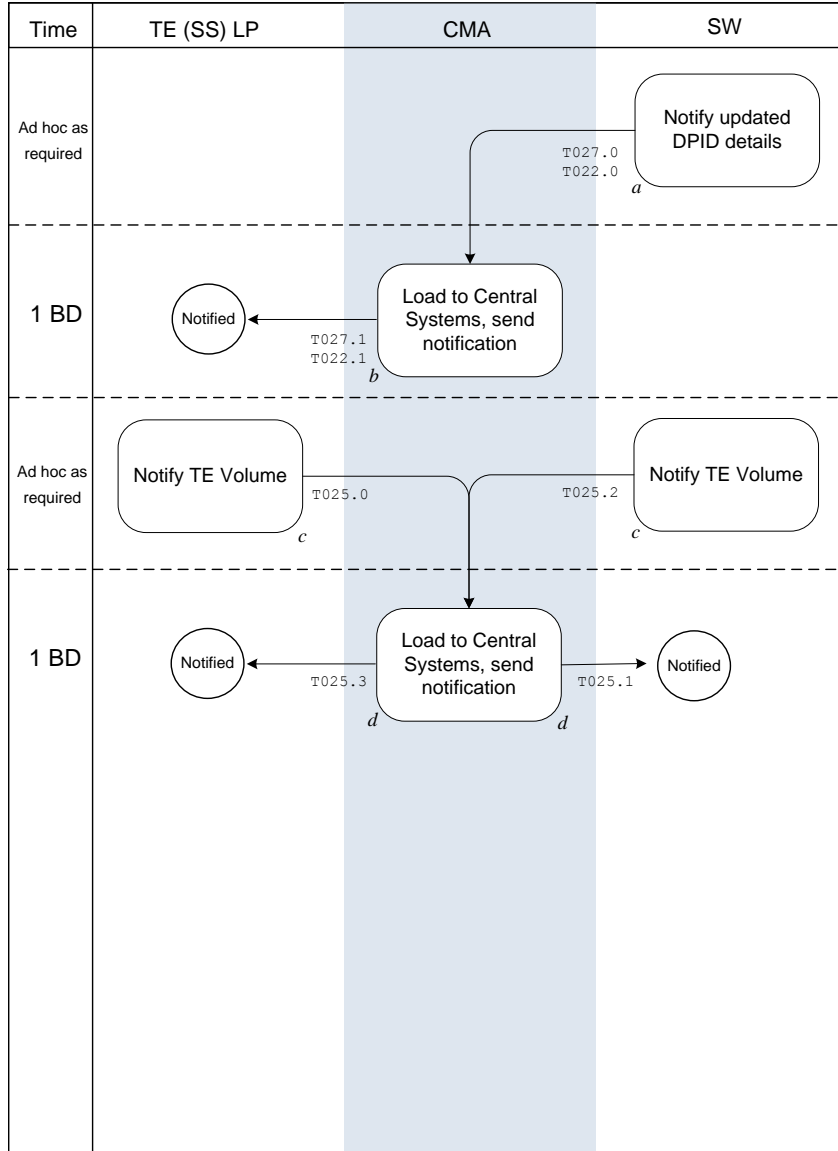 Time
TE (SS) LP
CMA
SW
Ad hoc as
required
Notify updated
DPID details
T027.0
T022.0
a
1 BD
Notified
Load to Central
Systems, send
notification
T027.1
T022.1
b
Ad hoc as
required
Notify TE Volume
T025.0
c
T025.2
Notify TE Volume
c
1 BD
Notified
T025.3
Load to Central
Systems, send
notification
T025.1
Notified
d
d